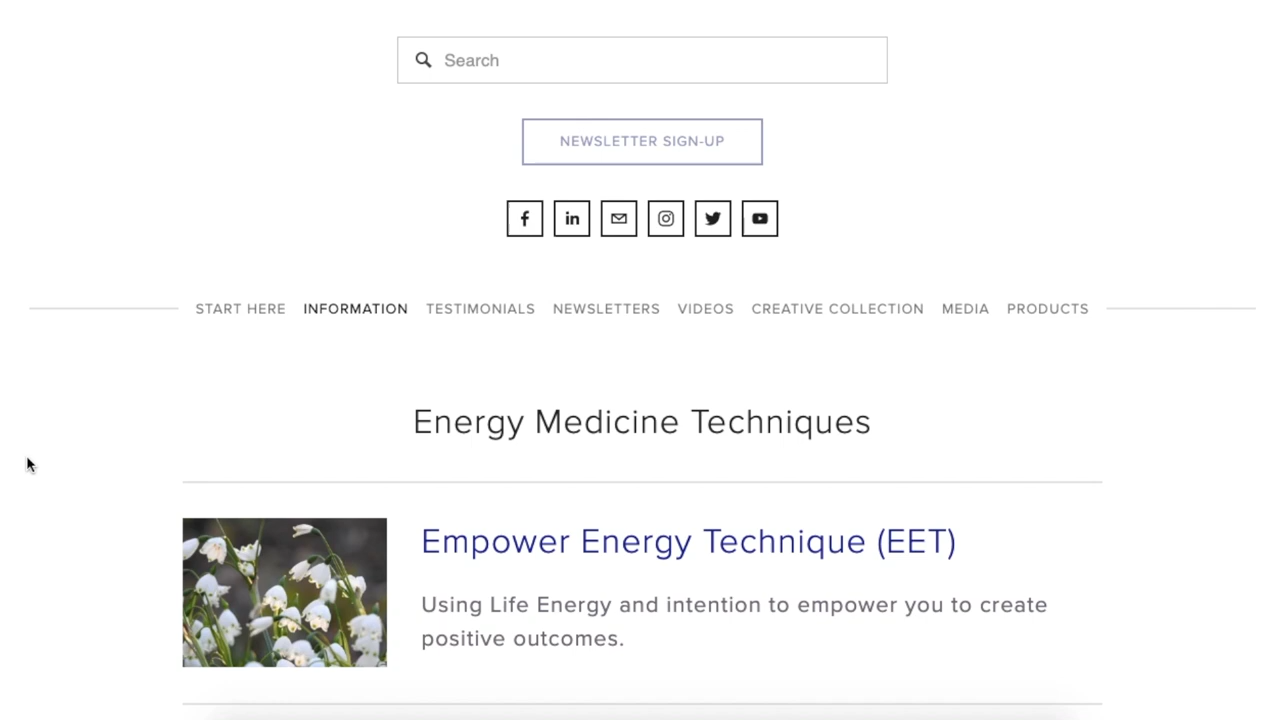 Search
NEWSLETTER SIGN-UP
START HERE INFORMATION TESTIMONIALS NEWSLETTERS VIDEOS CREATIVE COLLECTION MEDIA PRODUCTS
Energy Medicine Techniques
Empower Energy Technique (EET)
Using Life Energy and intention to empower you to create
positive outcomes.